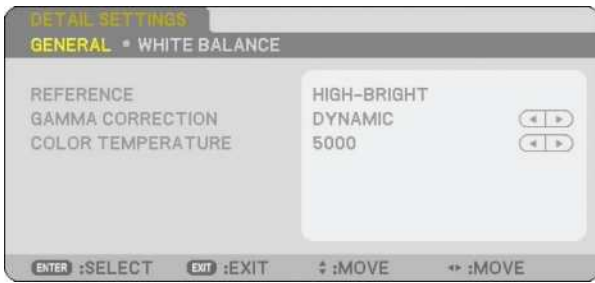 DETAIL SETTINGS
GENERAL • WHITE BALANCE
REFERENCE HIGH-BRIGHT
GAMMA CORRECTION DYNAMIC
COLOR TEMPERATURE 5000
ENTER :SELECT EXIT :EXIT :MOVE :MOVE